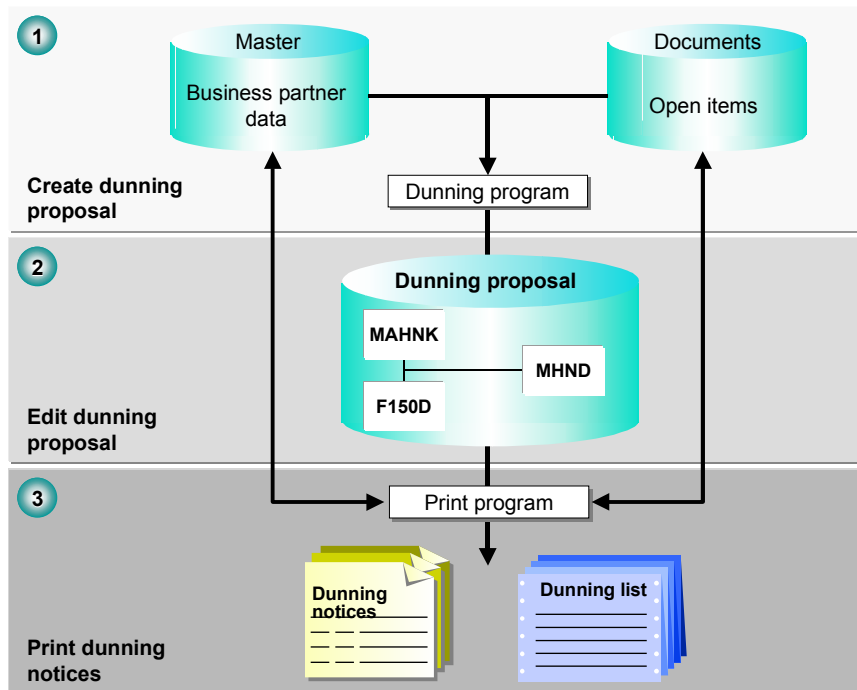 1
Master
Business partner
data
Documents
Open items
Create dunning
proposal
Dunning program
2
Dunning proposal
MAHNK
MHND
F150D
Edit dunning
proposal
3
Print program
Dunning
notices
Dunning list
Print dunning
notices